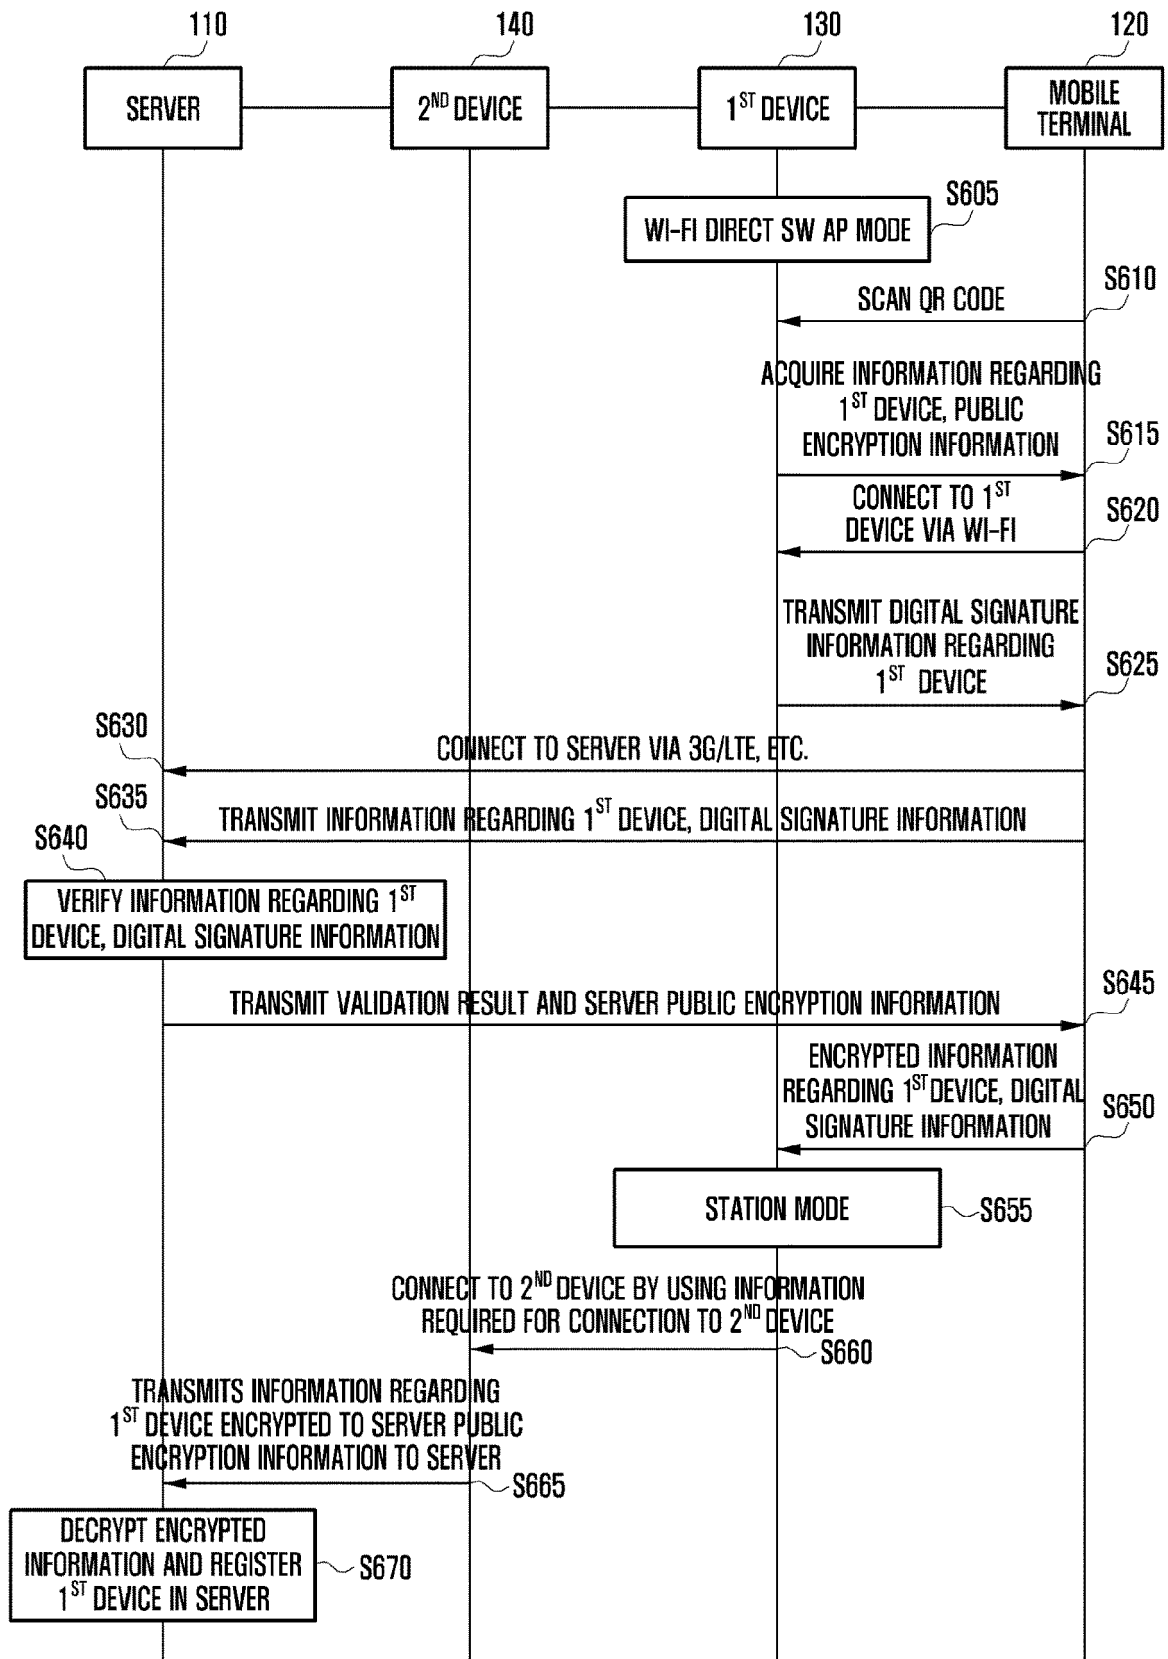 110
140
130
120
SERVER
2ND DEVICE
1ST DEVICE
MOBILE
TERMINAL
S605
WI-FI DIRECT SW AP MODE
S610
SCAN QR CODE
ACQUIRE INFORMATION REGARDING
1ST DEVICE, PUBLIC
ENCRYPTION INFORMATION
S615
CONNECT TO 1ST
DEVICE VIA WI-FI
S620
TRANSMIT DIGITAL SIGNATURE
INFORMATION REGARDING
1ST DEVICE
S625
S630
CONNECT TO SERVER VIA 3G/LTE, ETC.
S635
TRANSMIT INFORMATION REGARDING 1ST DEVICE, DIGITAL SIGNATURE INFORMATION
S640
VERIFY INFORMATION REGARDING 1ST
DEVICE, DIGITAL SIGNATURE INFORMATION
TRANSMIT VALIDATION RESULT AND SERVER PUBLIC ENCRYPTION INFORMATION
S645
ENCRYPTED INFORMATION
REGARDING 1ST DEVICE, DIGITAL
SIGNATURE INFORMATION
S650
STATION MODE
S655
CONNECT TO 2ND DEVICE BY USING INFORMATION
REQUIRED FOR CONNECTION TO 2ND DEVICE
S660
TRANSMITS INFORMATION REGARDING
1ST DEVICE ENCRYPTED TO SERVER PUBLIC
ENCRYPTION INFORMATION TO SERVER
S665
DECRYPT ENCRYPTED
INFORMATION AND REGISTER
1ST DEVICE IN SERVER
S670